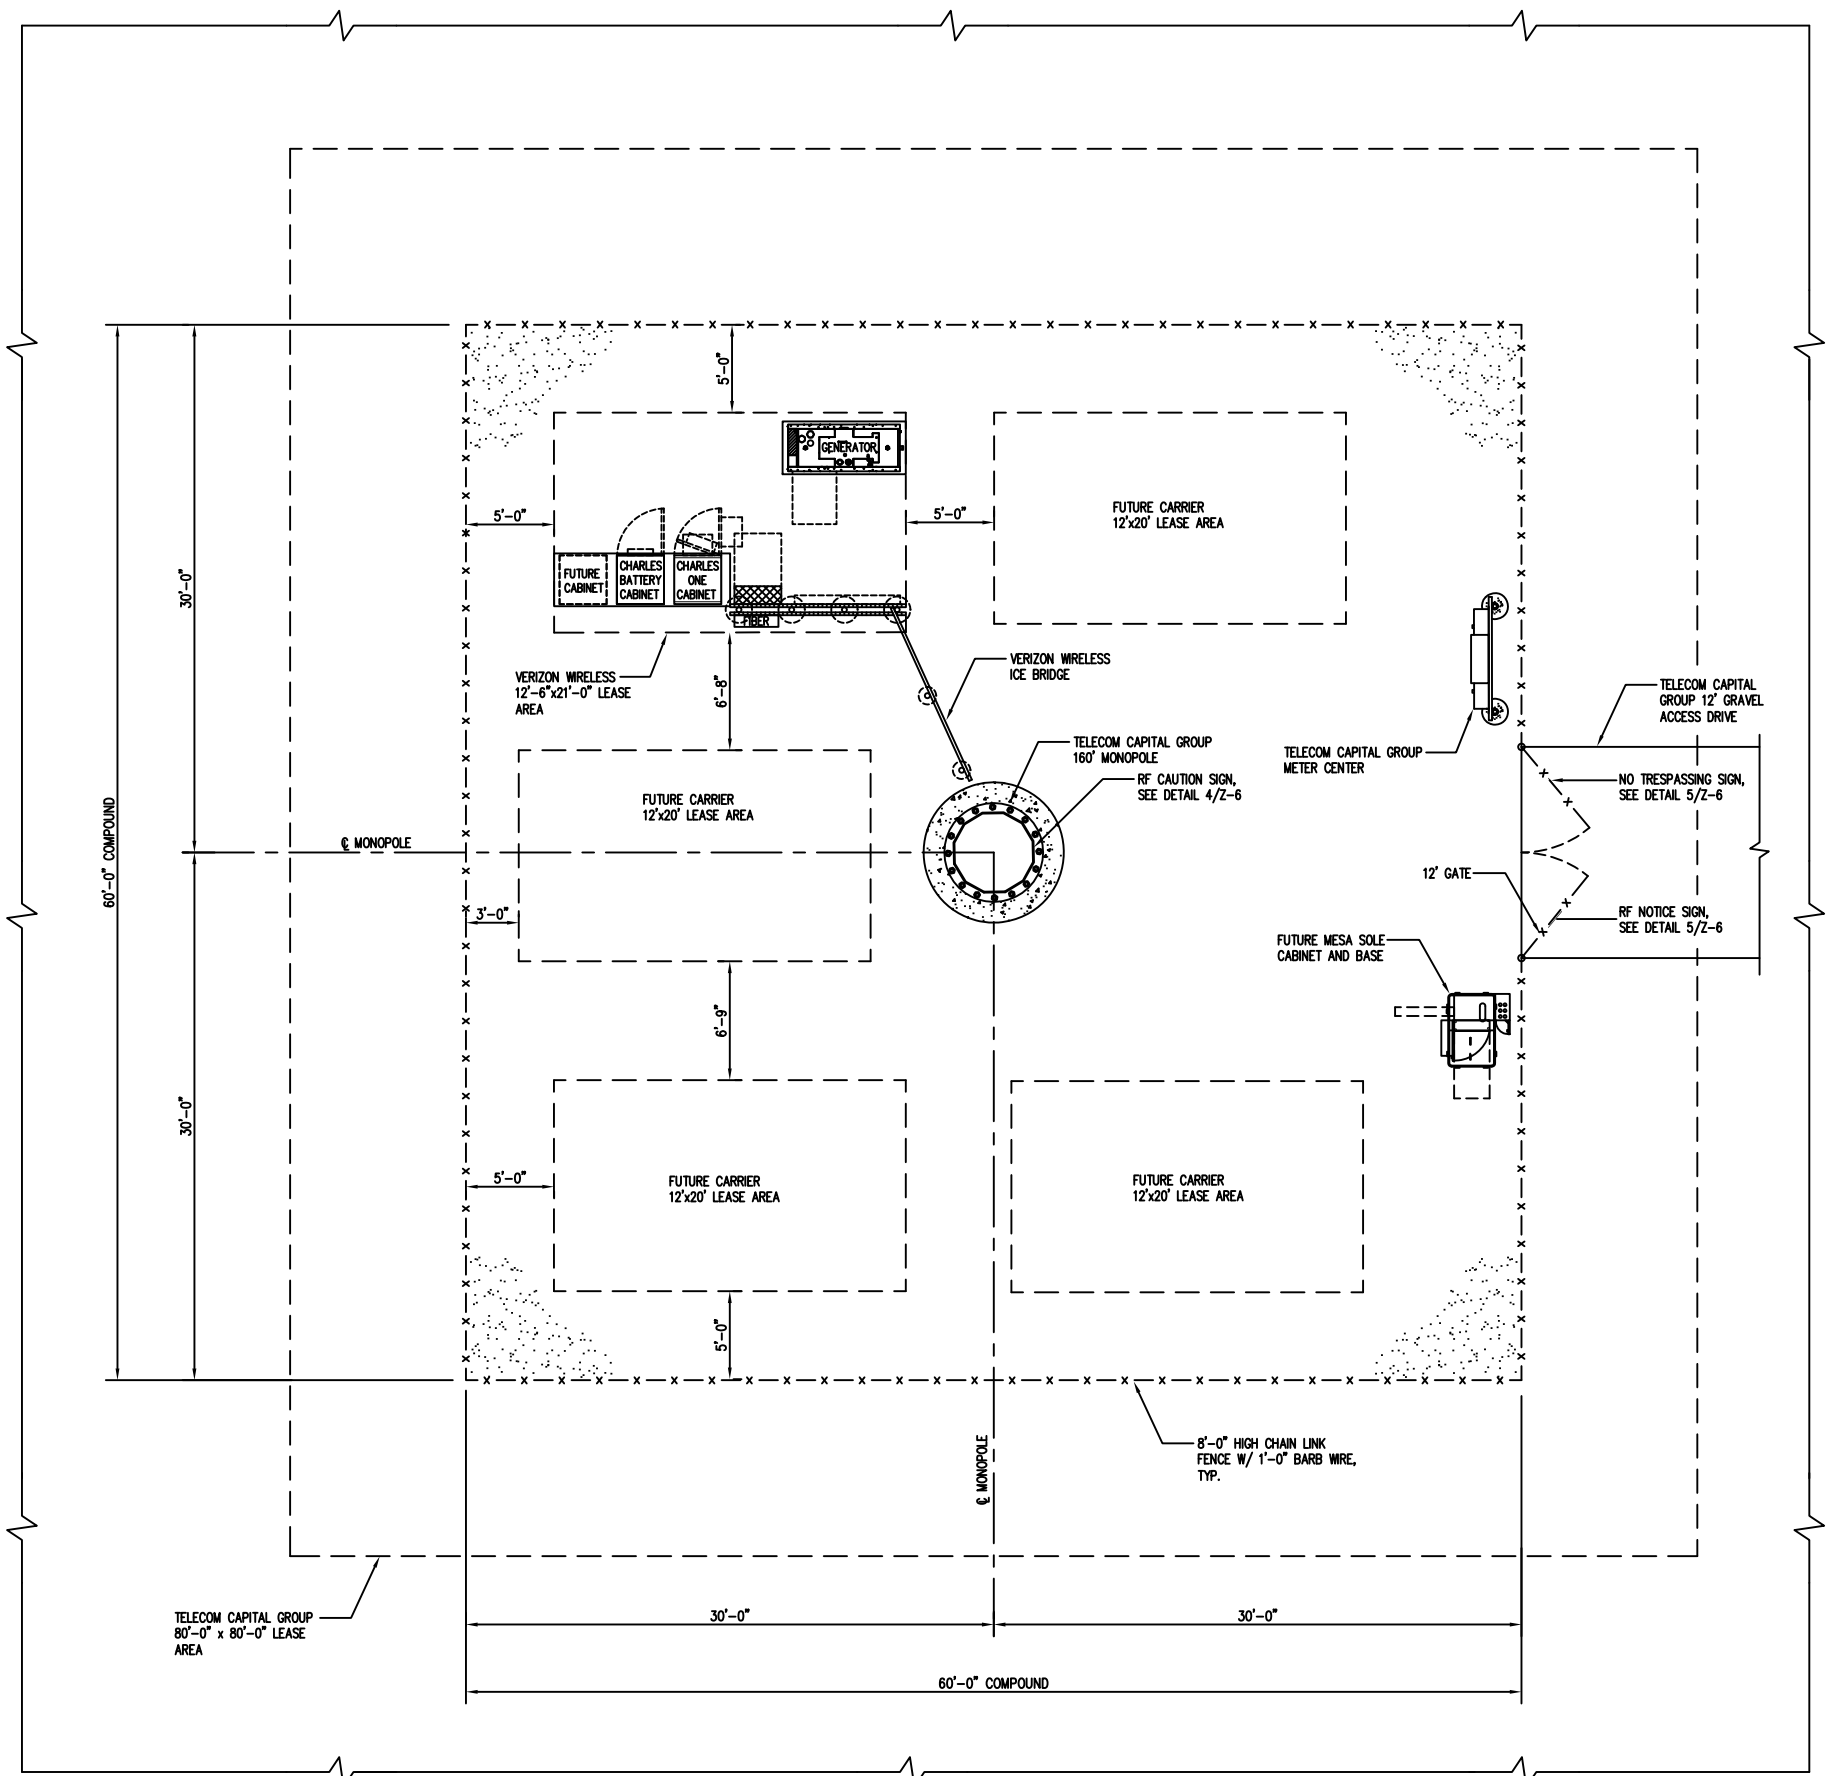 5'-0"
GENERATOR
5'-0"
5'-0"
FUTURE CARRIER
12'x20' LEASE AREA
FUTURE
CABINET
CHARLES
BATTERY
CABINET
CHARLES
ONE
CABINET
FIBER
30'-0"
VERIZON WIRELESS
12'-6"x21'-0" LEASE
AREA
6'-8"
VERIZON WIRELESS
ICE BRIDGE
TELECOM CAPITAL
GROUP 12' GRAVEL
ACCESS DRIVE
TELECOM CAPITAL GROUP
160' MONOPOLE
TELECOM CAPITAL GROUP
METER CENTER
RF CAUTION SIGN,
SEE DETAIL 4/Z-6
NO TRESPASSING SIGN,
SEE DETAIL 5/Z-6
FUTURE CARRIER
12'x20' LEASE AREA
60'-0" COMPOUND
℄ MONOPOLE
12' GATE
3'-0"
RF NOTICE SIGN,
SEE DETAIL 5/Z-6
FUTURE MESA SOLE
CABINET AND BASE
6'-9"
30'-0"
5'-0"
FUTURE CARRIER
12'x20' LEASE AREA
FUTURE CARRIER
12'x20' LEASE AREA
5'-0"
℄ MONOPOLE
8'-0" HIGH CHAIN LINK
FENCE W/ 1'-0" BARB WIRE,
TYP.
TELECOM CAPITAL GROUP
80'-0" x 80'-0" LEASE
AREA
30'-0"
30'-0"
60'-0" COMPOUND